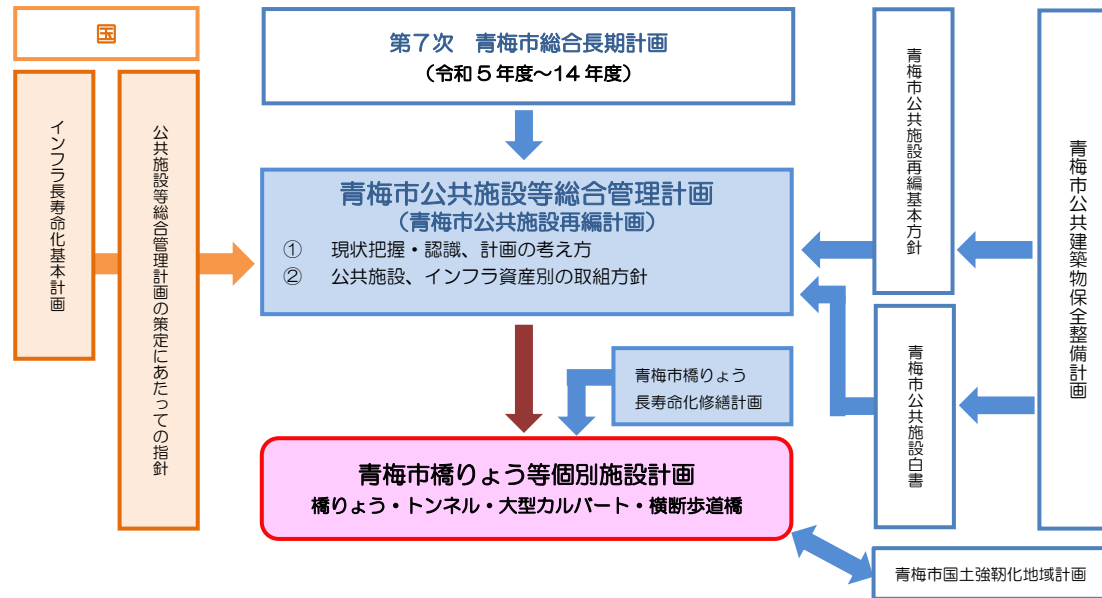 国
インフラ長寿命化基本計画
公共施設等総合管理計画の策定にあたっての指針
第7次 青梅市総合長期計画
（令和5年度～14年度）
青梅市公共施設等総合管理計画
（青梅市公共施設再編計画）
① 現状把握・認識、計画の考え方
② 公共施設、インフラ資産別の取組方針
青梅市橋りょう
長寿命化修繕計画
青梅市橋りょう等個別施設計画
橋りょう・トンネル・大型カルバート・横断歩道橋
青梅市公共施設再編基本方針
青梅市公共施設白書
青梅市公共建築物保全整備計画
青梅市国土強靭化地域計画